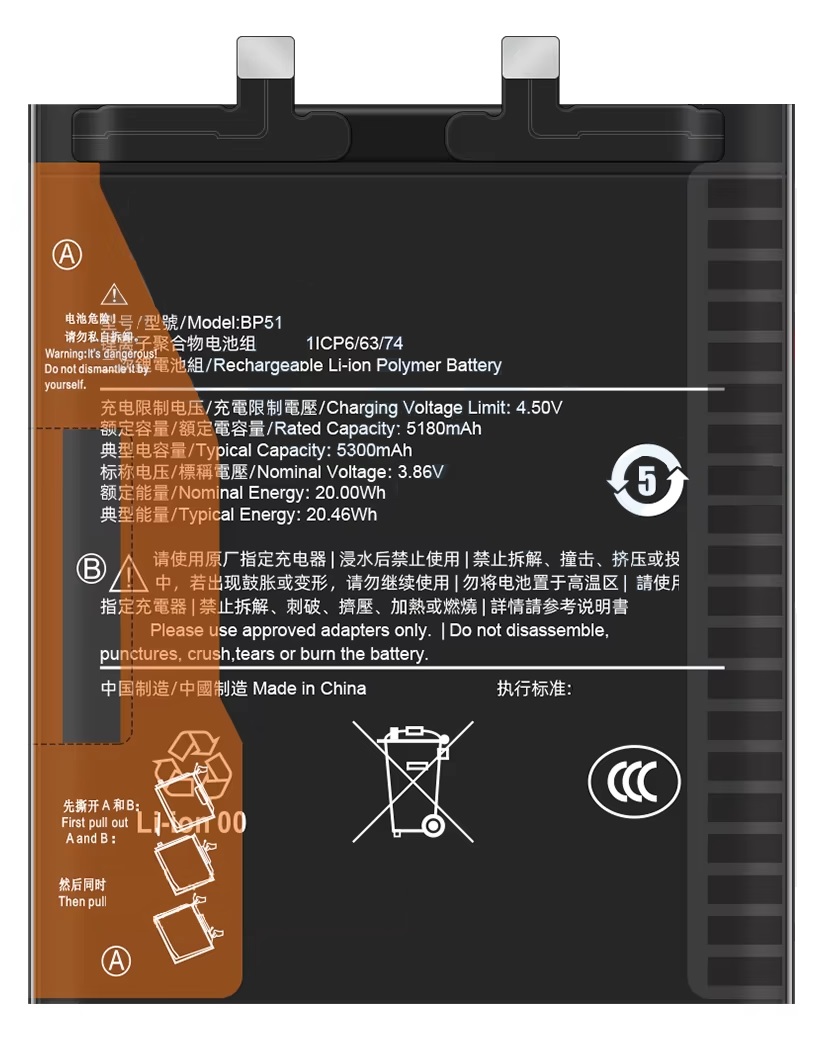 A
电池危险!
请勿私自拆卸。
Warning:It's dangerous!
Do not dismantle it by
yourself.
型号/型號/Model:BP51
锂离子聚合物电池组 1ICP6/63/74
鋰電池組/Rechargeable Li-ion Polymer Battery
充电限制电压/充電限制電壓/Charging Voltage Limit: 4.50V
额定容量/額定電容量/Rated Capacity: 5180mAh
典型电容量/Typical Capacity: 5300mAh
标称电压/標稱電壓/Nominal Voltage: 3.86V
额定能量/Nominal Energy: 20.00Wh
典型能量/Typical Energy: 20.46Wh
5
B
请使用原厂指定充电器|浸水后禁止使用|禁止拆解、撞击、挤压或投
中，若出现鼓胀或变形，请勿继续使用|勿将电池置于高温区| 請使用
指定充電器|禁止拆解、刺破、擠壓、加熱或燃燒|詳情請參考说明書
Please use approved adapters only. |Do not disassemble,
punctures, crush,tears or burn the battery.
中国制造/中國制造 Made in China 执行标准:
CCC
先撕开A和B:
First pull out
A and B :
Li-ion 00
然后同时
Then pull
A